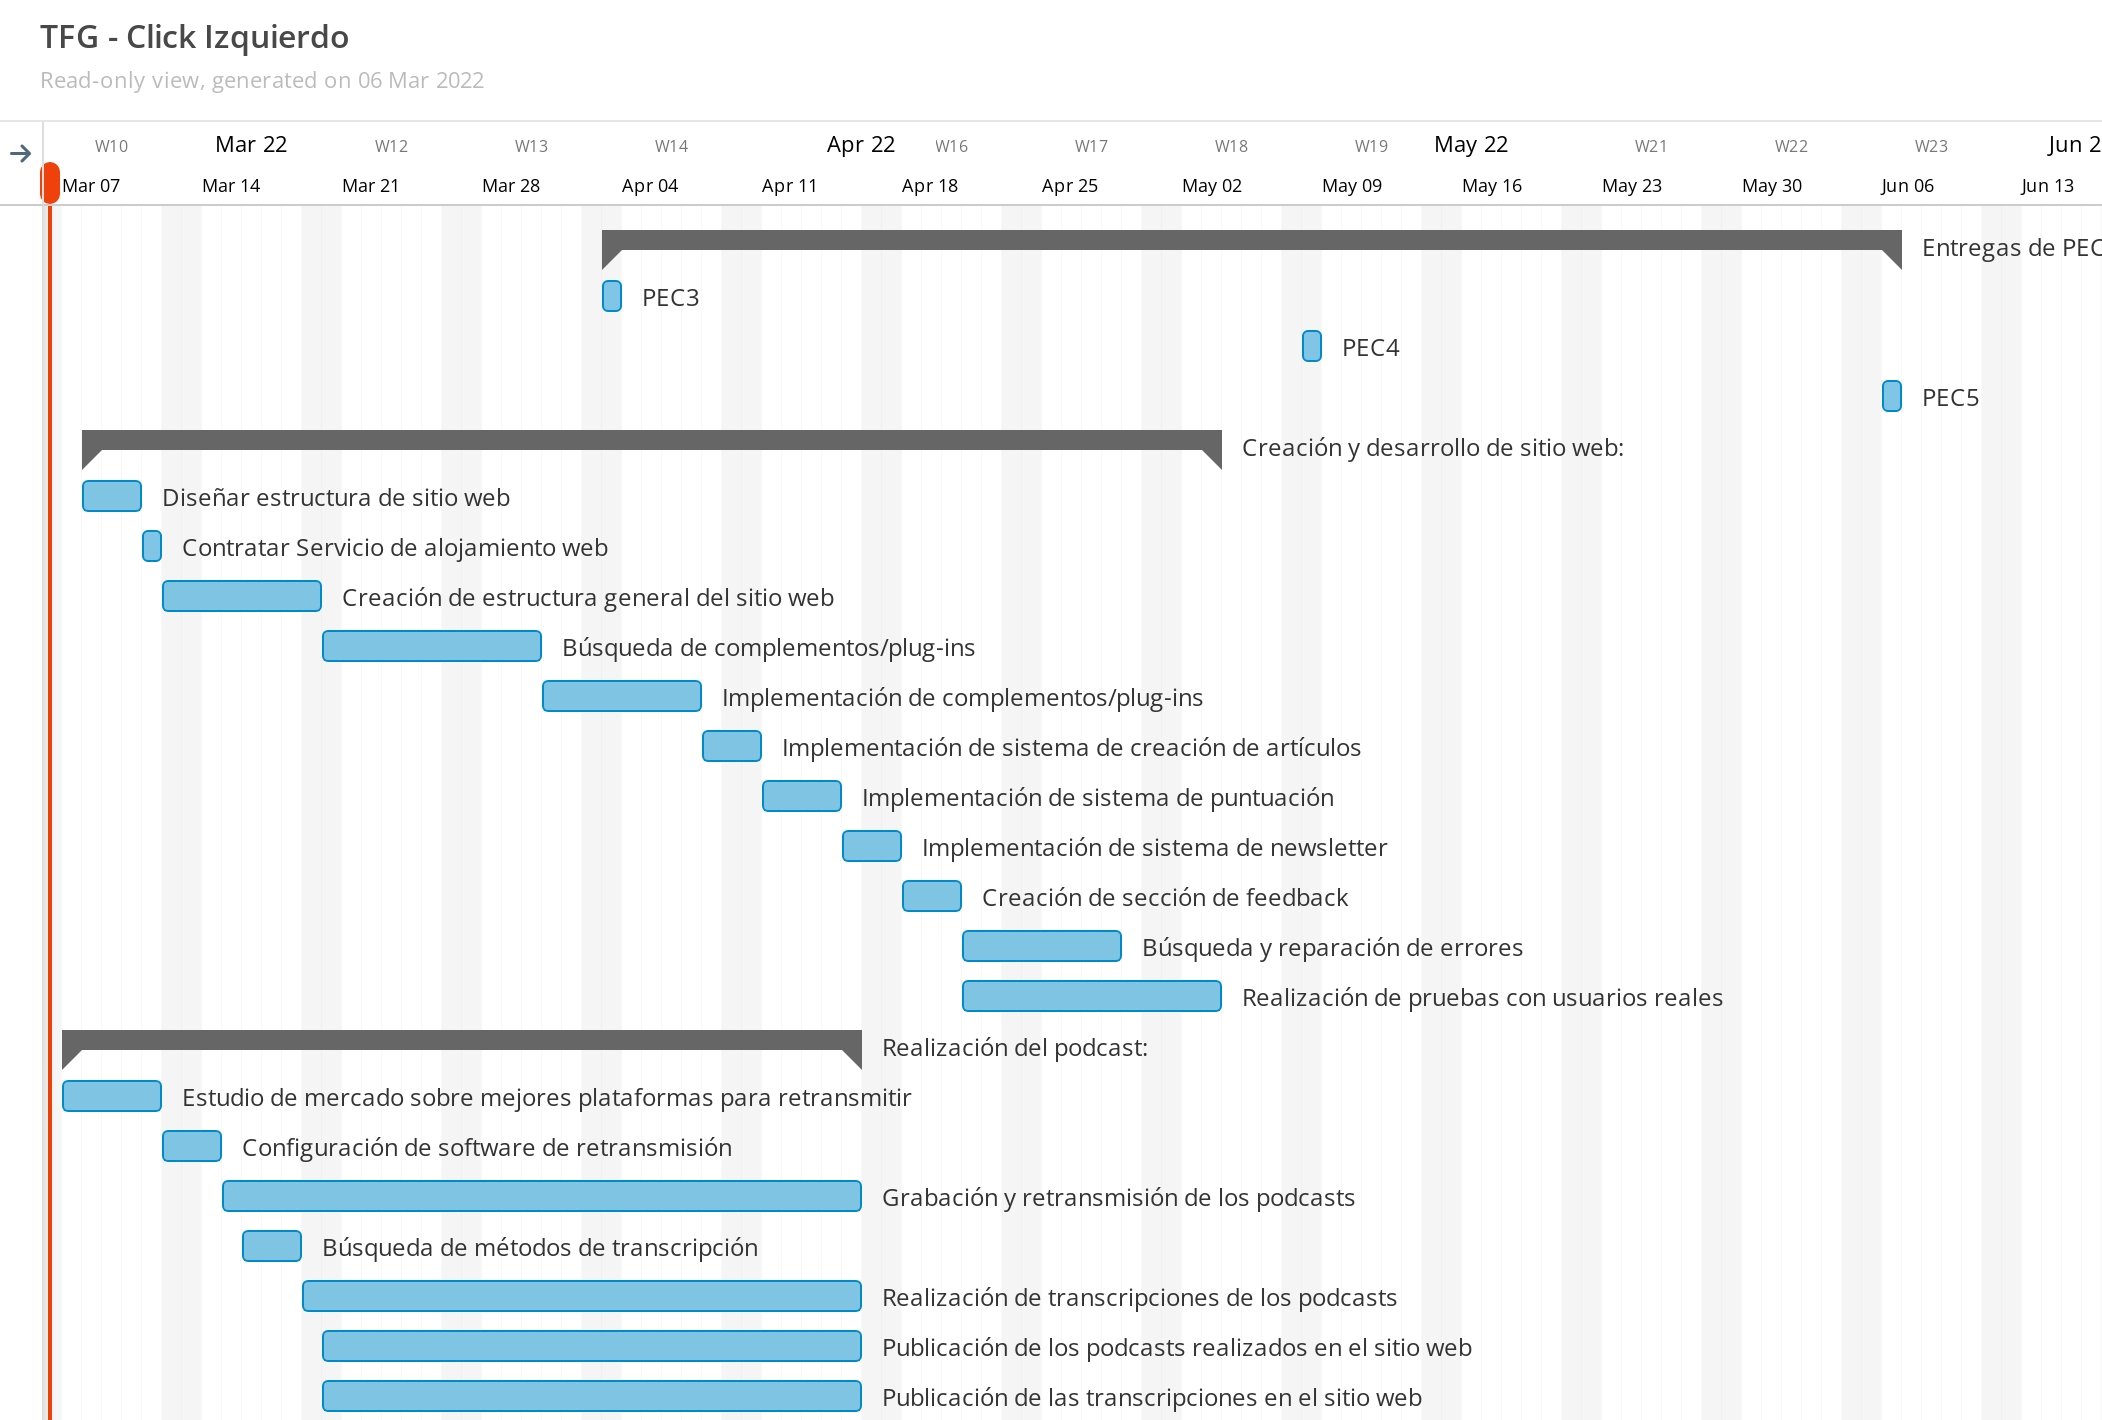 TFG - Click Izquierdo
Read-only view, generated on 06 Mar 2022
W10 Mar 22 W12 W13 W14 Apr 22 W16 W17 W18 W19 May 22 W21 W22 W23 Jun 2
Mar 07 Mar 14 Mar 21 Mar 28 Apr 04 Apr 11 Apr 18 Apr 25 May 02 May 09 May 16 May 23 May 30 Jun 06 Jun 13
Entregas de PEC
PEC3
PEC4
PEC5
Creación y desarrollo de sitio web:
Diseñar estructura de sitio web
Contratar Servicio de alojamiento web
Creación de estructura general del sitio web
Búsqueda de complementos/plug-ins
Implementación de complementos/plug-ins
Implementación de sistema de creación de artículos
Implementación de sistema de puntuación
Implementación de sistema de newsletter
Creación de sección de feedback
Búsqueda y reparación de errores
Realización de pruebas con usuarios reales
Realización del podcast:
Estudio de mercado sobre mejores plataformas para retransmitir
Configuración de software de retransmisión
Grabación y retransmisión de los podcasts
Búsqueda de métodos de transcripción
Realización de transcripciones de los podcasts
Publicación de los podcasts realizados en el sitio web
Publicación de las transcripciones en el sitio web